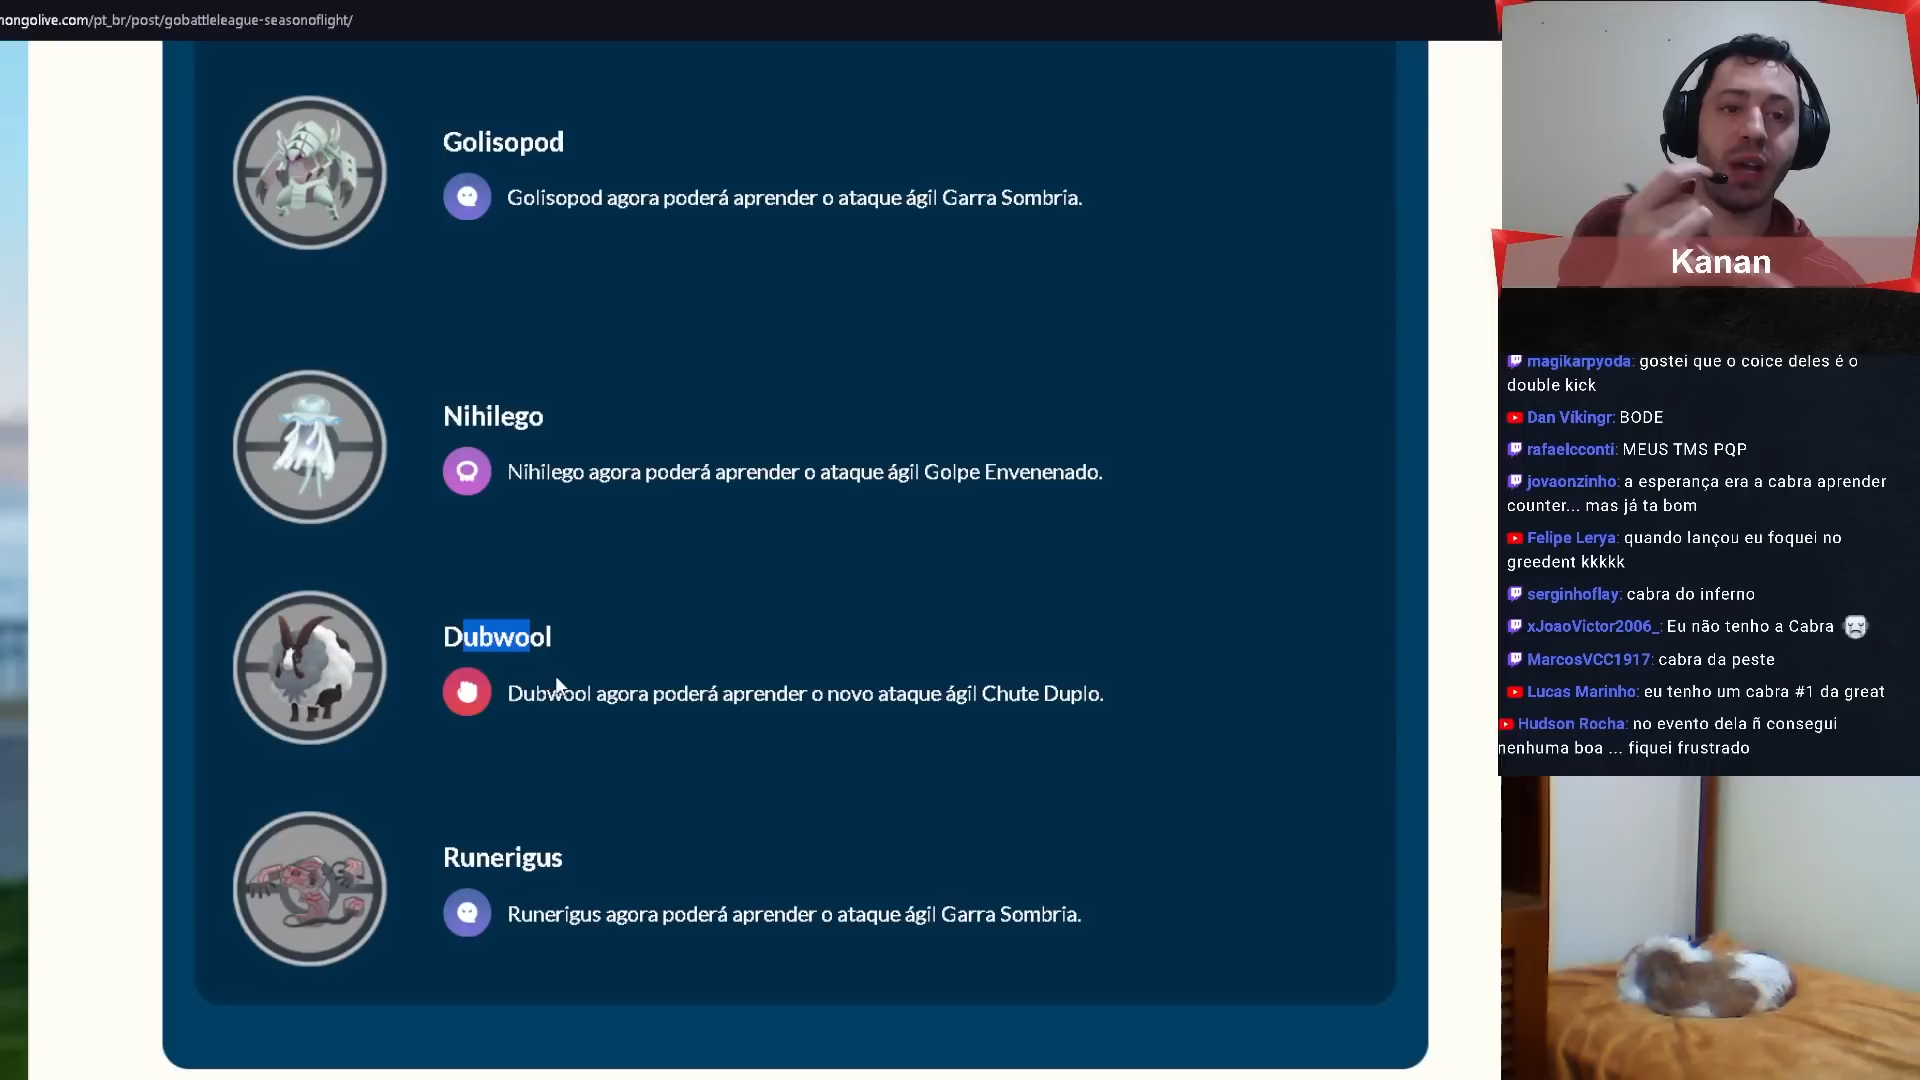 nongolive.com/pt_br/post/gobattleleague-seasonoflight/
Golisopod
Golisopod agora poderá aprender o ataque ágil Garra Sombria.
Nihilego
Nihilego agora poderá aprender o ataque ágil Golpe Envenenado.
Dubwool
Dubwool agora poderá aprender o novo ataque ágil Chute Duplo.
Runerigus
Runerigus agora poderá aprender o ataque ágil Garra Sombria.
Kanan
magikarpyoda: gostei que o coice deles é o
double kick
Dan Víkingr: BODE
rafaelcconti: MEUS TMS PQP
jovaonzinho: a esperança era a cabra aprender
counter... mas já ta bom
Felipe Lerya: quando lançou eu foquei no
greedent kkkkk
serginhoflay: cabra do inferno
xJoaoVictor2006_: Eu não tenho a Cabra
MarcosVCC1917: cabra da peste
Lucas Marinho: eu tenho um cabra #1 da great
Hudson Rocha: no evento dela ñ consegui
nenhuma boa ... fiquei frustrado